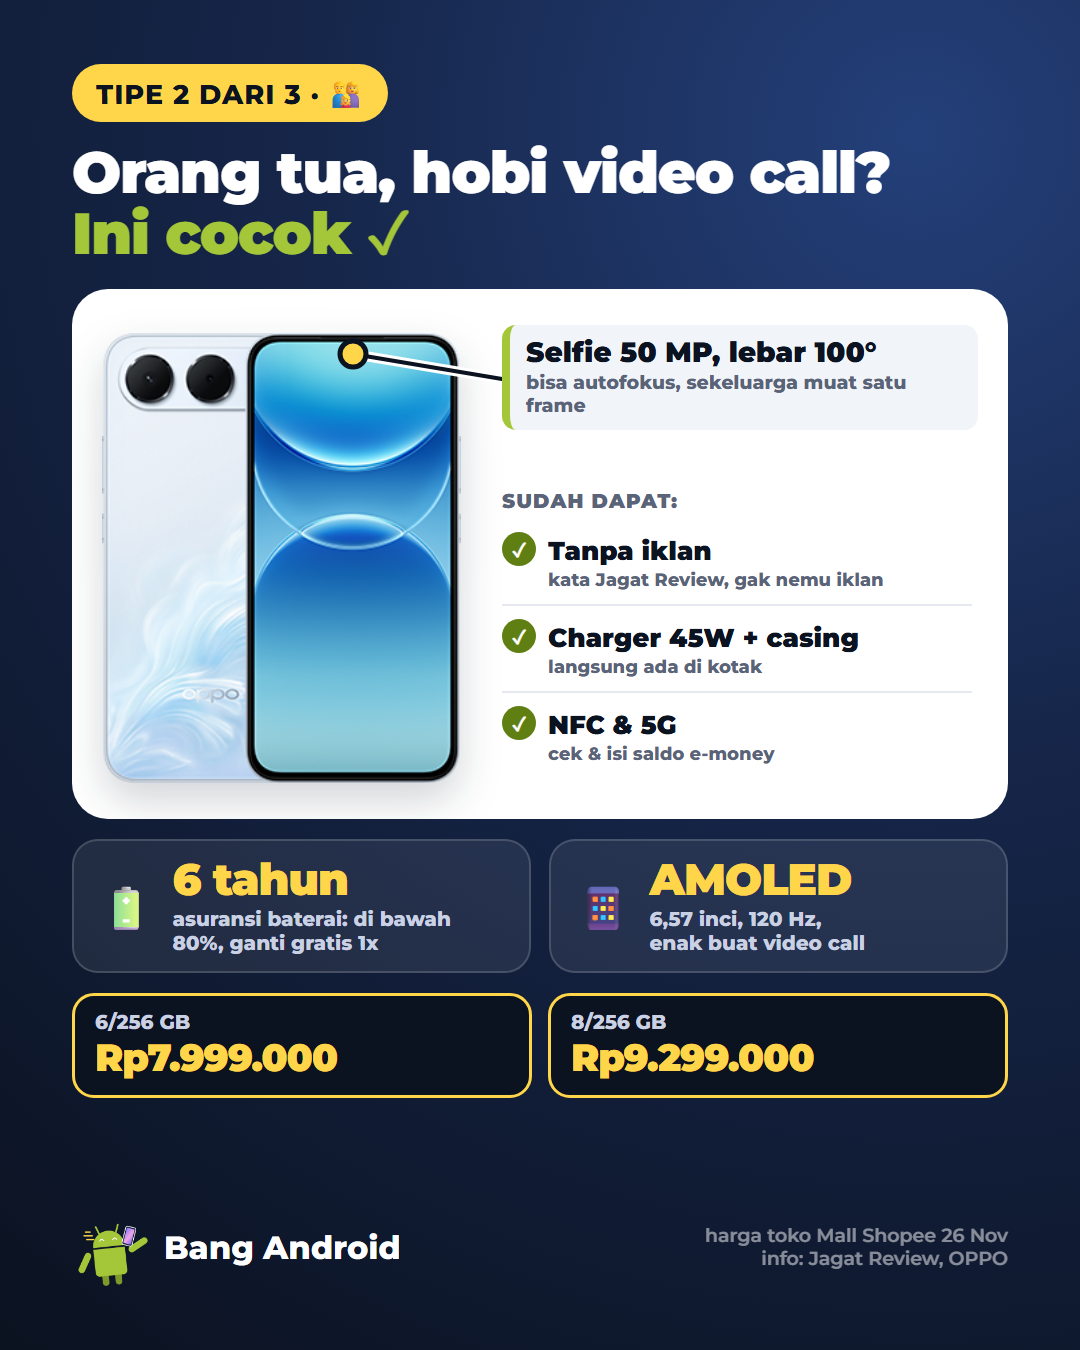 TIPE 2 DARI 3 •
Orang tua, hobi video call?
Ini cocok ✓
Selfie 50 MP, lebar 100°
bisa autofokus, sekeluarga muat satu
frame
SUDAH DAPAT:
✓ Tanpa iklan
kata Jagat Review, gak nemu iklan
✓ Charger 45W + casing
langsung ada di kotak
✓ NFC & 5G
cek & isi saldo e-money
oppo
6 tahun
asuransi baterai: di bawah
80%, ganti gratis 1x
AMOLED
6,57 inci, 120 Hz,
enak buat video call
6/256 GB
Rp7.999.000
8/256 GB
Rp9.299.000
Bang Android
harga toko Mall Shopee 26 Nov
info: Jagat Review, OPPO